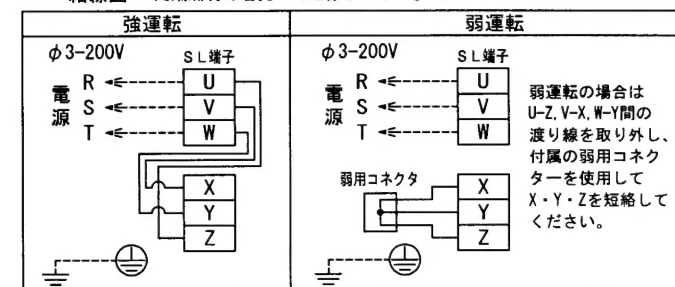 強運転
弱運転
φ3-200V
SL端子
電源
R
S
T
U
V
W
X
Y
Z
φ3-200V
SL端子
電源
R
S
T
U
V
W
弱用コネクタ
X
Y
Z
弱運転の場合は
U-Z,V-X,W-Y間の
渡り線を取り外し、
付属の弱用コネク
ターを使用して
X・Y・Zを短絡して
ください。